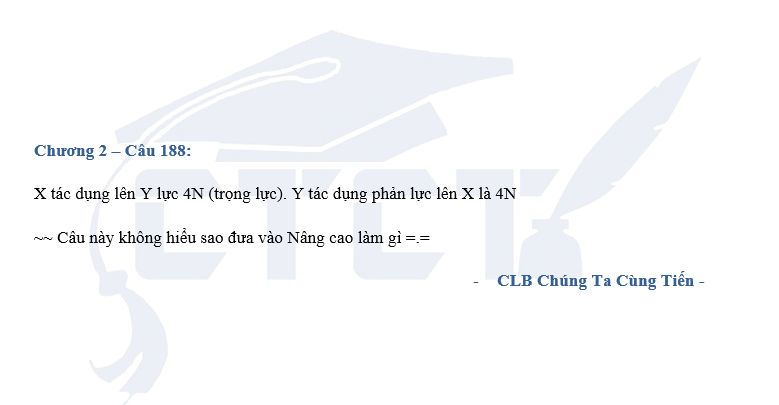 Chương 2 – Câu 188:
X tác dụng lên Y lực 4N (trọng lực). Y tác dụng phản lực lên X là 4N
~~ Câu này không hiểu sao đưa vào Nâng cao làm gì =.=
- CLB Chúng Ta Cùng Tiến -
CTCT